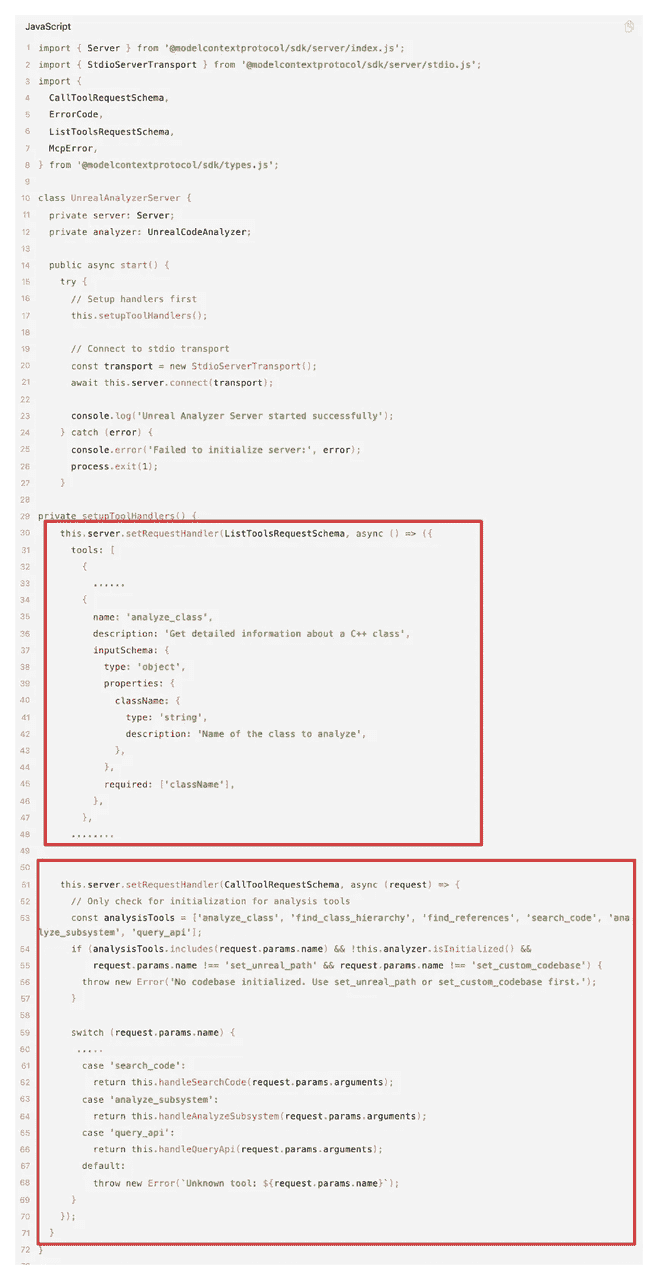 JavaScript
1 import { Server } from '@modelcontextprotocol/sdk/server/index.js';
2 import { StdioServerTransport } from '@modelcontextprotocol/sdk/server/stdio.js';
3 import {
4 CallToolRequestSchema,
5 ErrorCode,
6 ListToolsRequestSchema,
7 McpError,
8 } from '@modelcontextprotocol/sdk/types.js';
9
10 class UnrealAnalyzerServer {
11 private server: Server;
12 private analyzer: UnrealCodeAnalyzer;
13
14 public async start() {
15 try {
16 // Setup handlers first
17 this.setupToolHandlers();
18
19 // Connect to stdio transport
20 const transport = new StdioServerTransport();
21 await this.server.connect(transport);
22
23 console.log('Unreal Analyzer Server started successfully');
24 } catch (error) {
25 console.error('Failed to initialize server:', error);
26 process.exit(1);
27 }
28
29 private setupToolHandlers() {
30 this.server.setRequestHandler(ListToolsRequestSchema, async () => ({
31 tools: [
32 {
33 ......
34 {
35 name: 'analyze_class',
36 description: 'Get detailed information about a C++ class',
37 inputSchema: {
38 type: 'object',
39 properties: {
40 className: {
41 type: 'string',
42 description: 'Name of the class to analyze',
43 },
44 },
45 required: ['className'],
46 },
47 },
48 ........
49
50
51 this.server.setRequestHandler(CallToolRequestSchema, async (request) => {
52 // Only check for initialization for analysis tools
53 const analysisTools = ['analyze_class', 'find_class_hierarchy', 'find_references', 'search_code', 'ana
lyze_subsystem', 'query_api'];
54 if (analysisTools.includes(request.params.name) && !this.analyzer.isInitialized() &&
55 request.params.name !== 'set_unreal_path' && request.params.name !== 'set_custom_codebase') {
56 throw new Error('No codebase initialized. Use set_unreal_path or set_custom_codebase first.');
57 }
58
59 switch (request.params.name) {
60 .....
61 case 'search_code':
62 return this.handleSearchCode(request.params.arguments);
63 case 'analyze_subsystem':
64 return this.handleAnalyzeSubsystem(request.params.arguments);
65 case 'query_api':
66 return this.handleQueryApi(request.params.arguments);
67 default:
68 throw new Error(`Unknown tool: ${request.params.name}`);
69 }
70 });
71 }
72 }